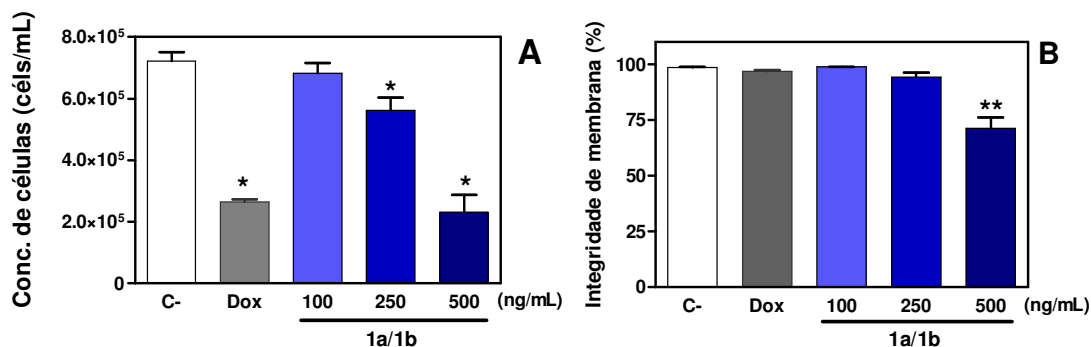 A
Conc. de células (céls/mL)
8.0×10⁵
6.0×10⁵
4.0×10⁵
2.0×10⁵
0
*
*
*
C-
Dox
100
250
500
(ng/mL)
1a/1b
B
Integridade de membrana (%)
100
75
50
25
0
**
C-
Dox
100
250
500
(ng/mL)
1a/1b